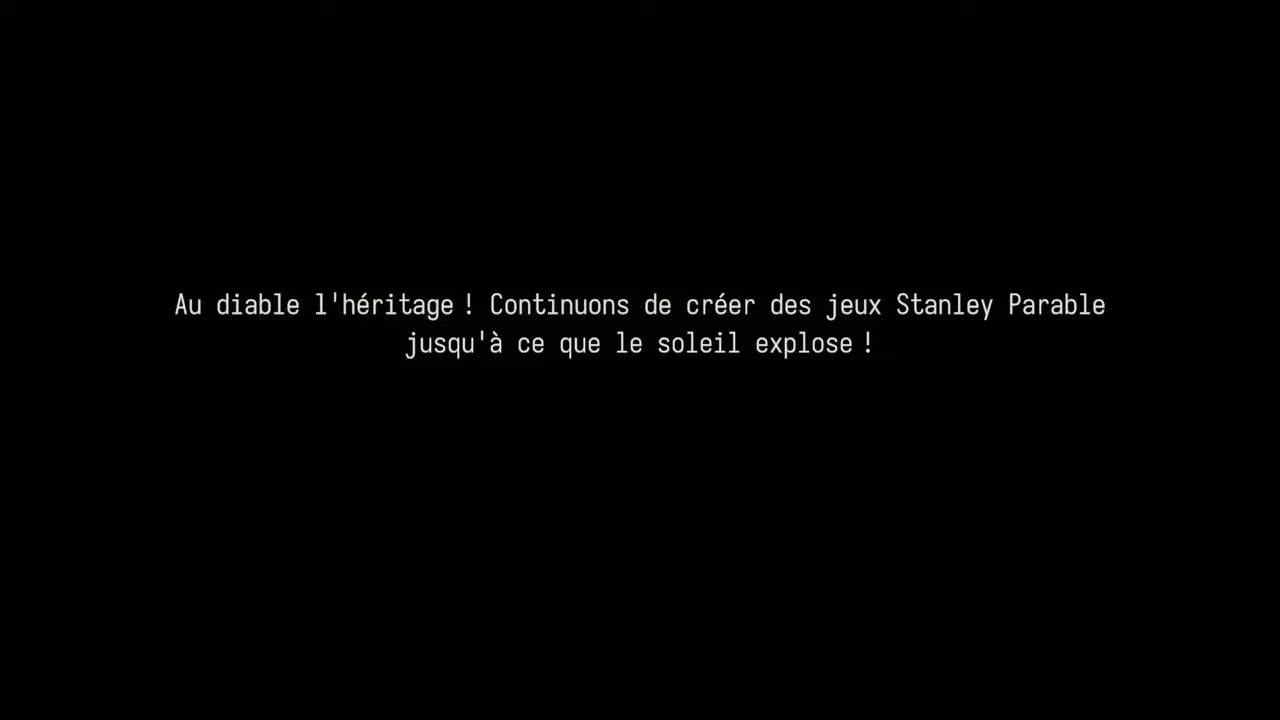 Au diable l'héritage ! Continuons de créer des jeux Stanley Parable
jusqu'à ce que le soleil explose !